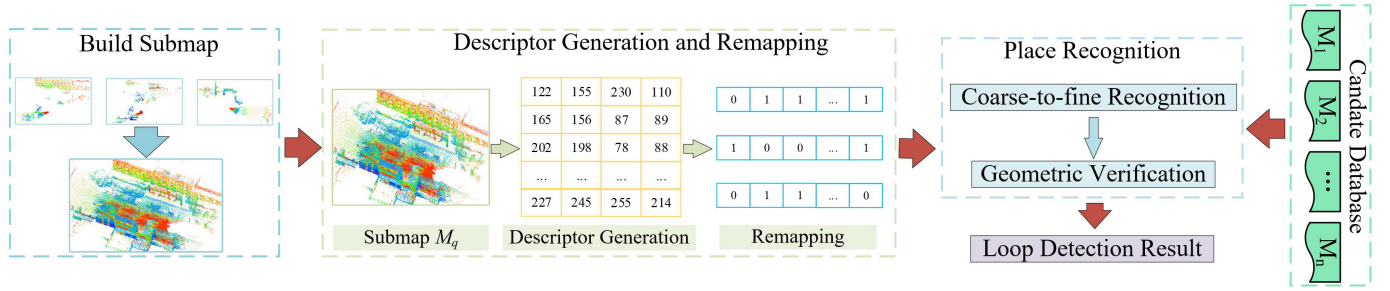 Build Submap
Descriptor Generation and Remapping
122 155 230 110
165 156 87 89
202 198 78 88
... ... ... ...
227 245 255 214
0 1 1 ... 1
1 0 0 ... 1
0 1 1 ... 0
Submap M_q
Descriptor Generation
Remapping
Place Recognition
Coarse-to-fine Recognition
Geometric Verification
Loop Detection Result
M_1
M_2
...
M_n
Candate Database